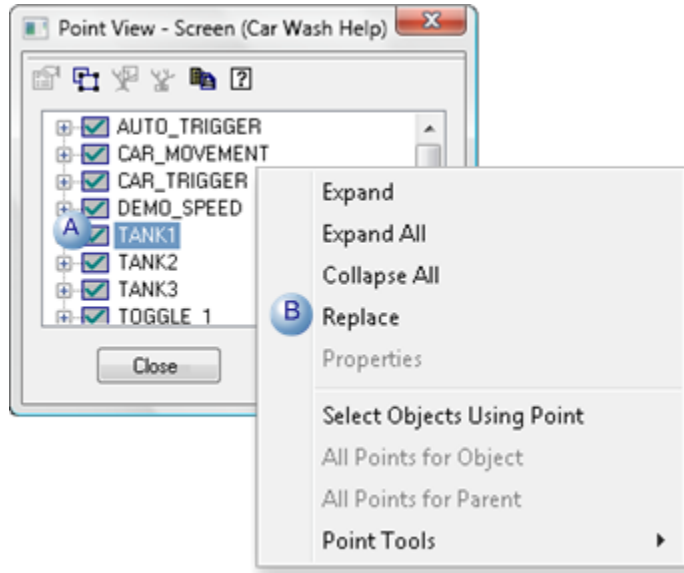 Point View - Screen (Car Wash Help)
AUTO_TRIGGER
CAR_MOVEMENT
CAR_TRIGGER
DEMO_SPEED
A
TANK1
TANK2
TANK3
TOGGLE_1
Close
Expand
Expand All
Collapse All
B
Replace
Properties
Select Objects Using Point
All Points for Object
All Points for Parent
Point Tools